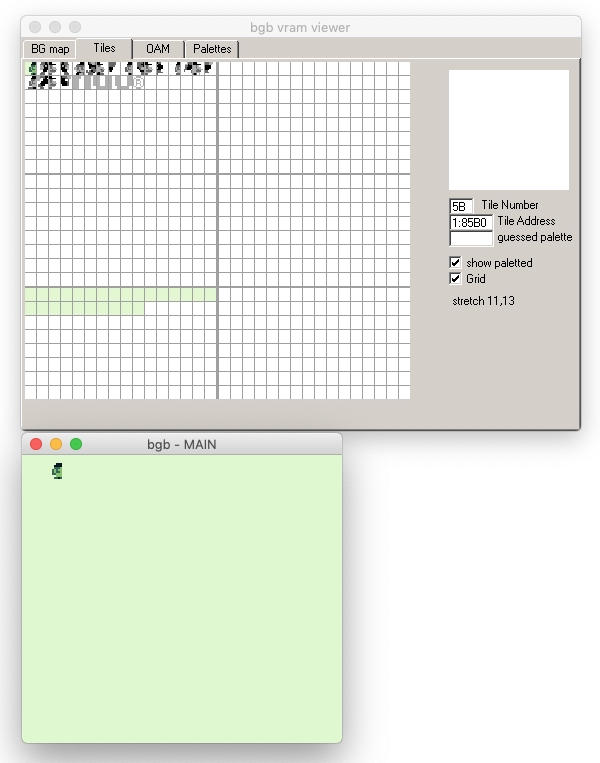 bgb vram viewer
BG map Tiles OAM Palettes
5B Tile Number
1:85B0 Tile Address
guessed palette
show paletted
Grid
stretch 11,13
bgb - MAIN